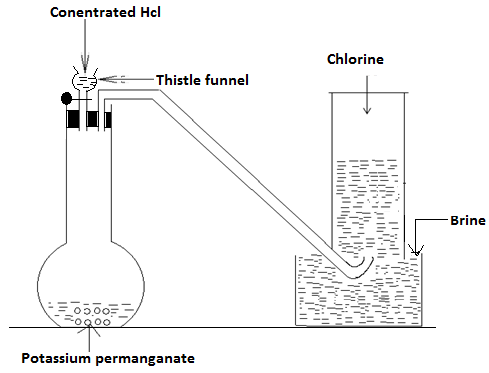 Conentrated Hcl
Thistle funnel
Chlorine
Brine
Potassium permanganate